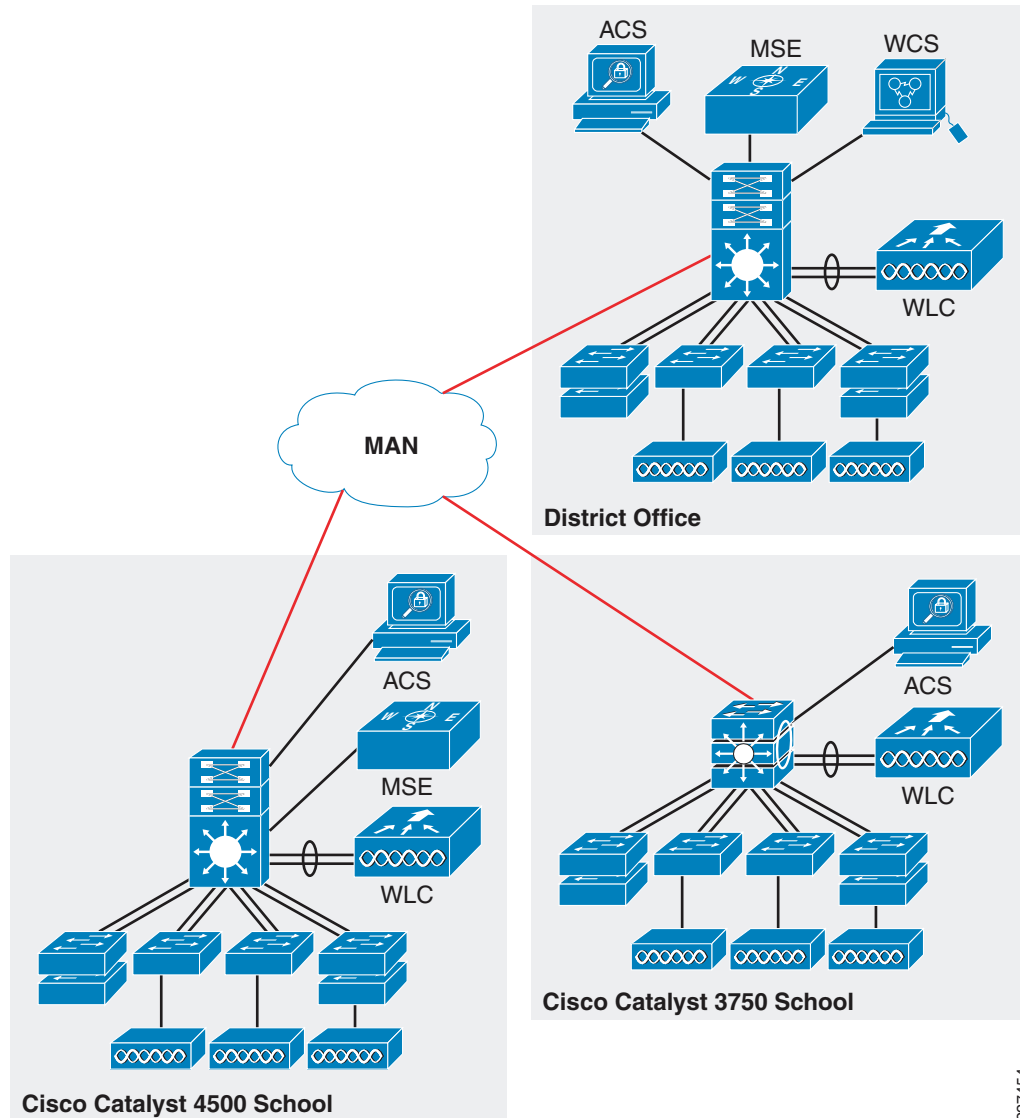 ACS
MSE
WCS
N
W
E
S
WLC
MAN
District Office
ACS
N
W
E
S
MSE
WLC
Cisco Catalyst 4500 School
ACS
WLC
Cisco Catalyst 3750 School